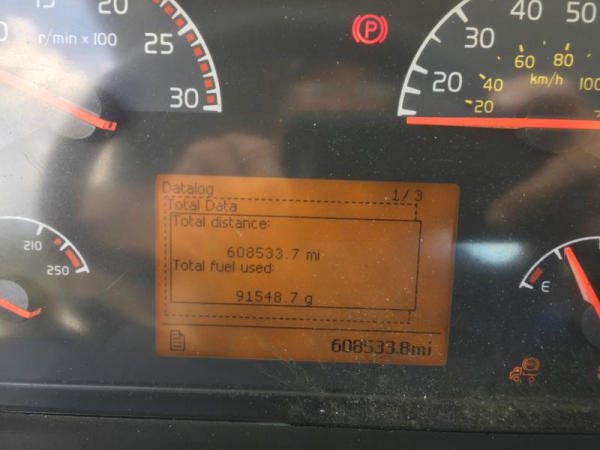 20
r/min x 100
25
30
P
20
30
40
50
20
40
60
80
100
km/h
Datalog
1/3
Total Data
Total distance:
608533.7 mi
Total fuel used:
91548.7 g
608533.8mi
210
250
E